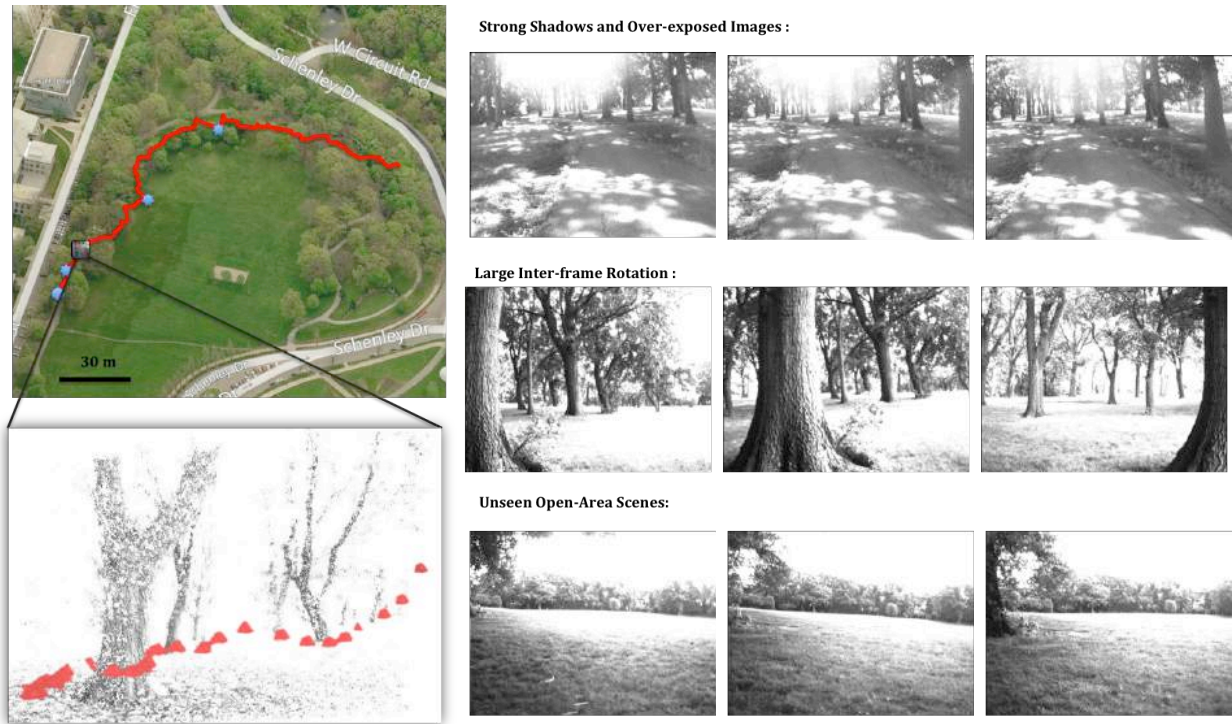 Strong Shadows and Over-exposed Images :
W Circuit Rd
Schenley Dr
Large Inter-frame Rotation :
Schenley Dr
30 m
Unseen Open-Area Scenes: